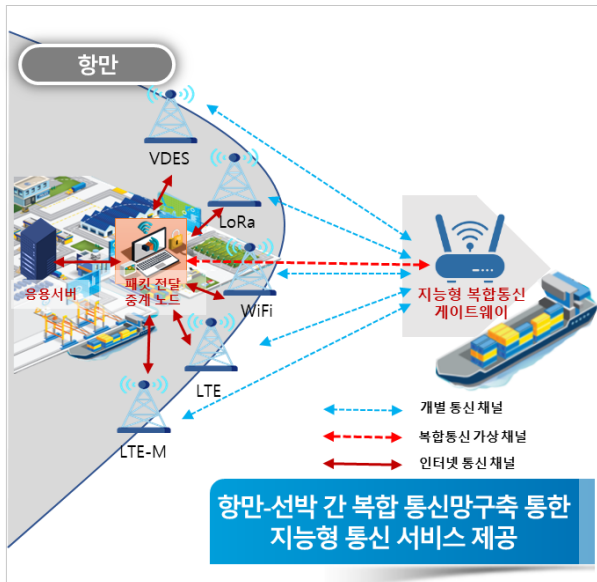 항만
VDES
LoRa
응용서버
패킷 전달
중계 노드
WiFi
지능형 복합통신
게이트웨이
LTE
LTE-M
개별 통신 채널
복합통신 가상 채널
인터넷 통신 채널
항만-선박 간 복합 통신망구축 통한
지능형 통신 서비스 제공